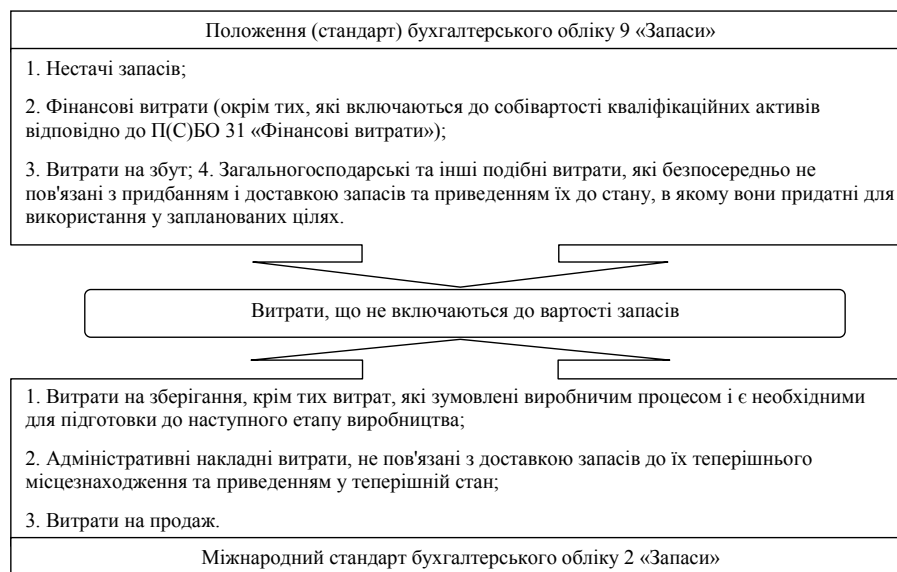 Положення (стандарт) бухгалтерського обліку 9 «Запаси»
1. Нестачі запасів;
2. Фінансові витрати (окрім тих, які включаються до собівартості кваліфікаційних активів
відповідно до П(С)БО 31 «Фінансові витрати»);
3. Витрати на збут; 4. Загальногосподарські та інші подібні витрати, які безпосередньо не
пов'язані з придбанням і доставкою запасів та приведенням їх до стану, в якому вони придатні для
використання у запланованих цілях.
Витрати, що не включаються до вартості запасів
1. Витрати на зберігання, крім тих витрат, які зумовлені виробничим процесом і є необхідними
для підготовки до наступного етапу виробництва;
2. Адміністративні накладні витрати, не пов'язані з доставкою запасів до їх теперішнього
місцезнаходження та приведенням у теперішній стан;
3. Витрати на продаж.
Міжнародний стандарт бухгалтерського обліку 2 «Запаси»